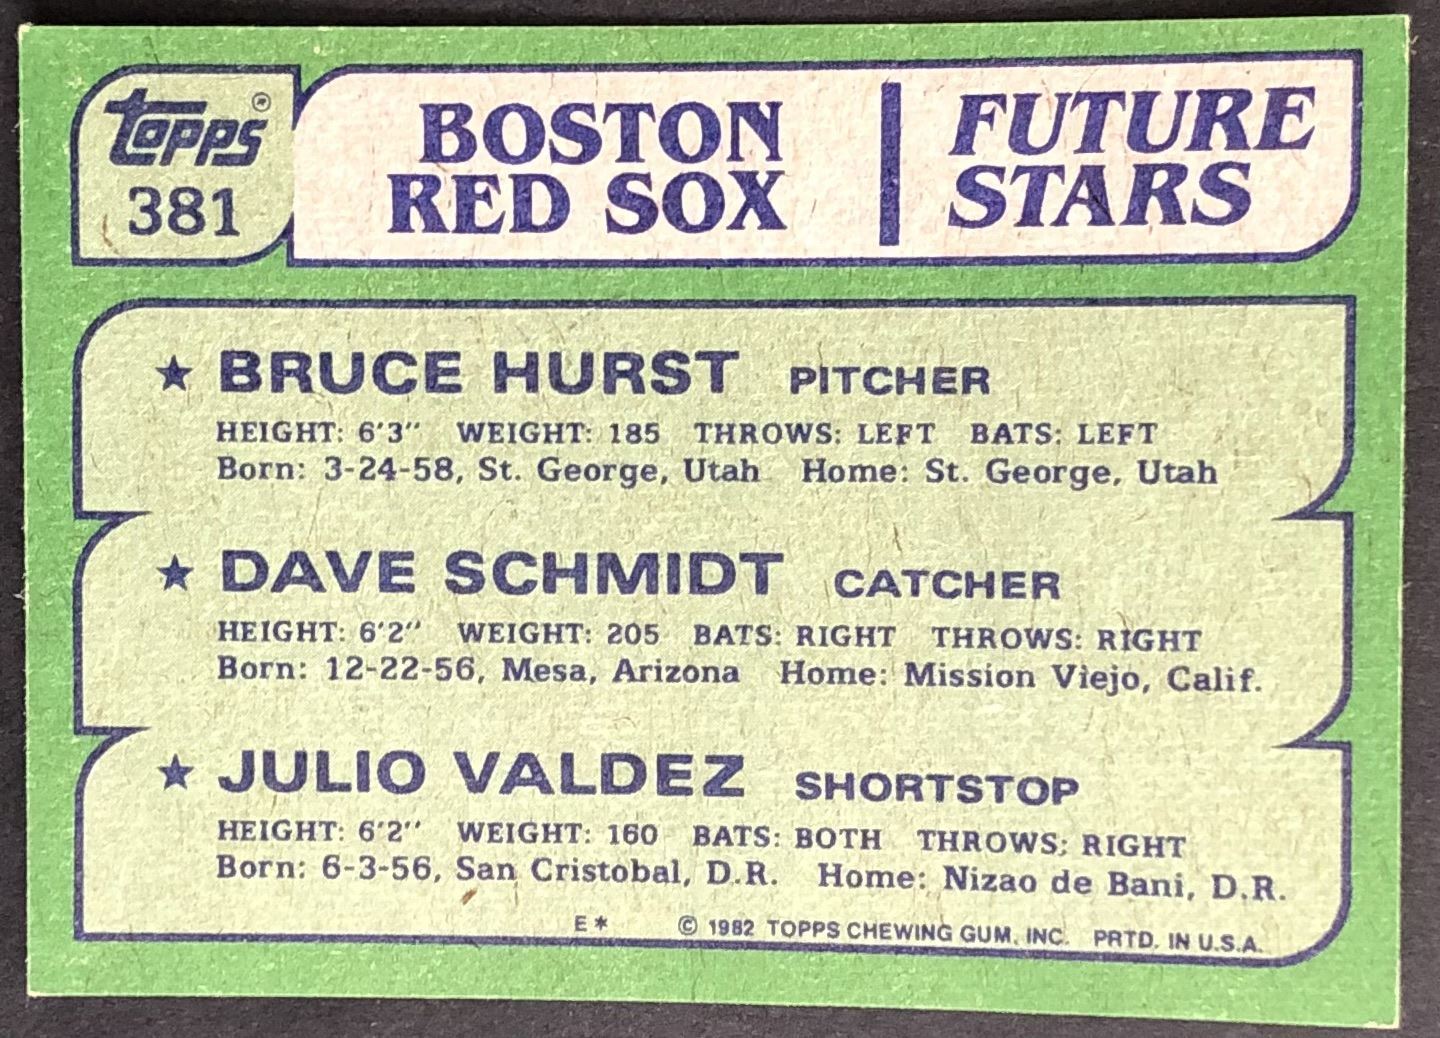 topps®
381
BOSTON
RED SOX
FUTURE
STARS
★ BRUCE HURST PITCHER
HEIGHT: 6'3" WEIGHT: 185 THROWS: LEFT BATS: LEFT
Born: 3-24-58, St. George, Utah Home: St. George, Utah
★ DAVE SCHMIDT CATCHER
HEIGHT: 6'2" WEIGHT: 205 BATS: RIGHT THROWS: RIGHT
Born: 12-22-56, Mesa, Arizona Home: Mission Viejo, Calif.
★ JULIO VALDEZ SHORTSTOP
HEIGHT: 6'2" WEIGHT: 160 BATS: BOTH THROWS: RIGHT
Born: 6-3-56, San Cristobal, D.R. Home: Nizao de Bani, D.R.
E* © 1982 TOPPS CHEWING GUM, INC. PRTD. IN U.S.A.